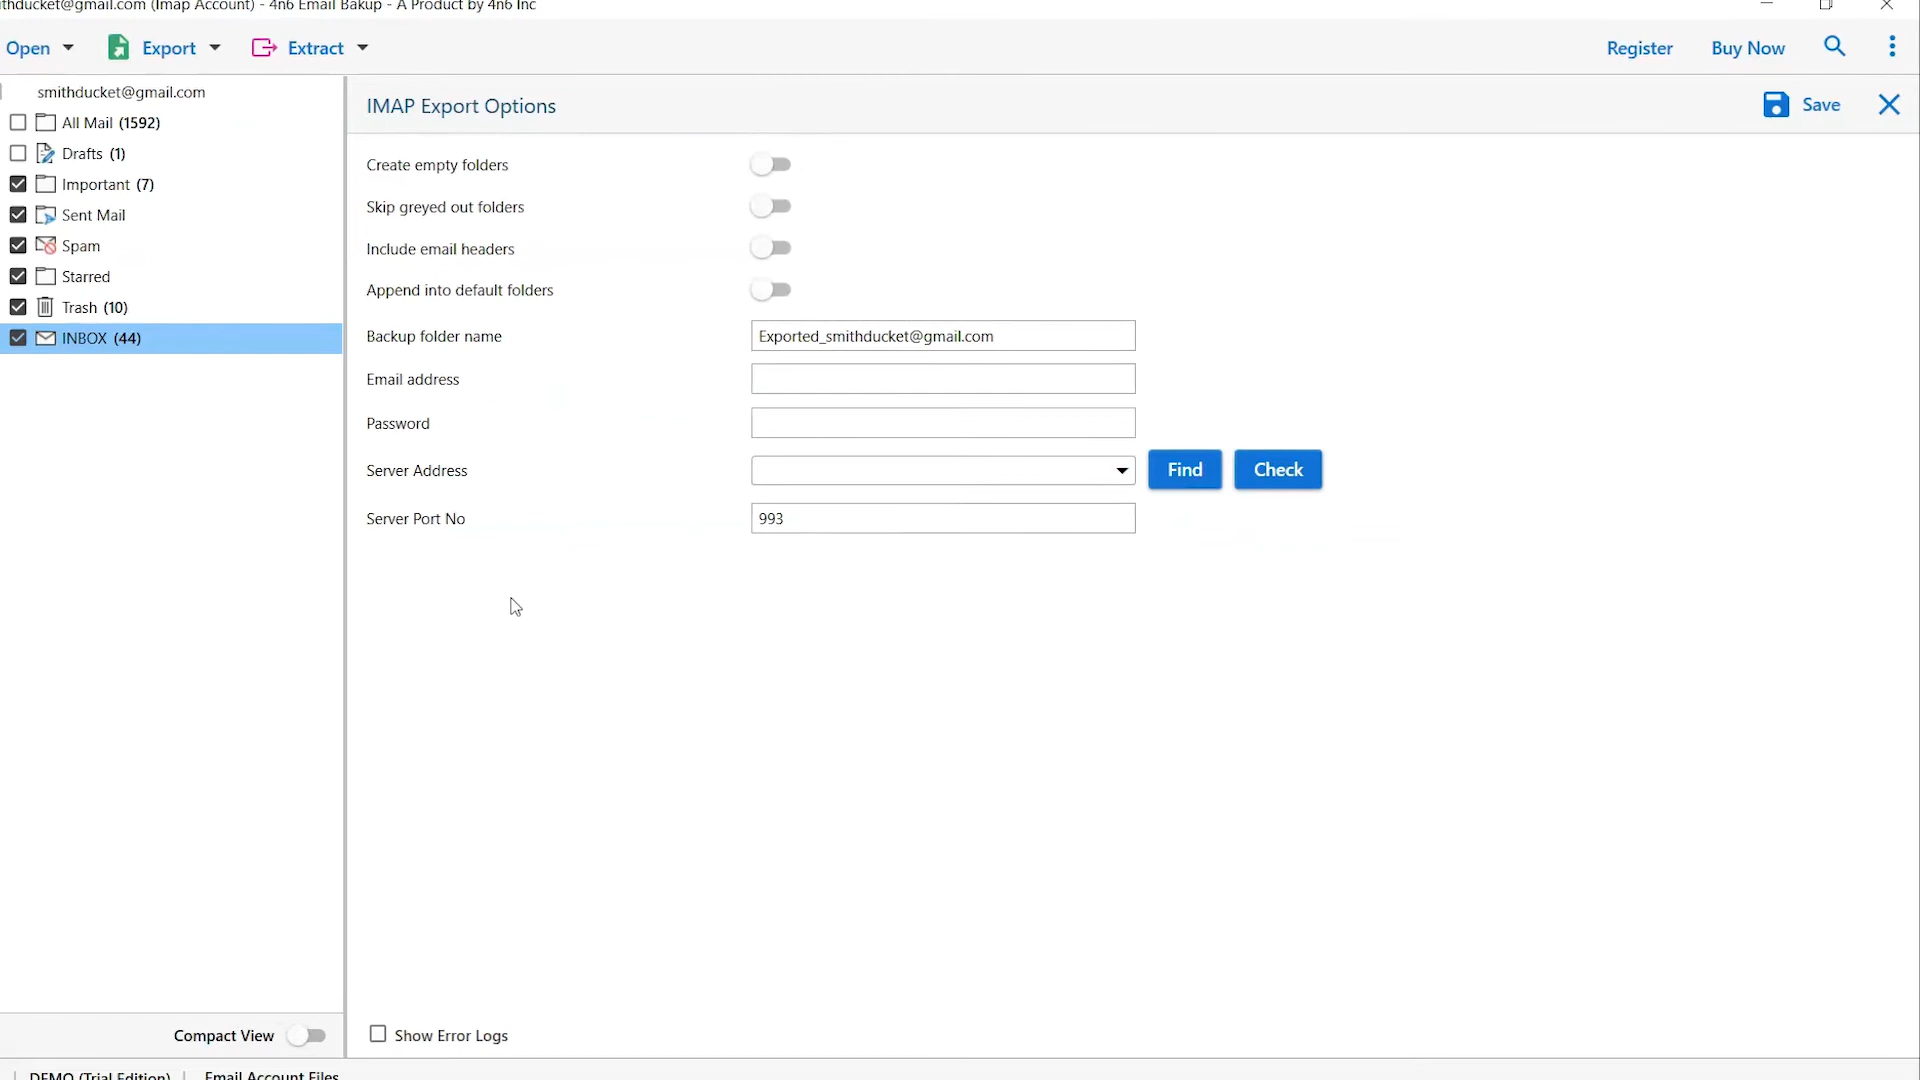 thducket@gmail.com (Imap Account) - 4n6 Email Bakup - A Product by 4n6 Inc
Open Export Extract Register Buy Now
smithducket@gmail.com
All Mail (1592)
Drafts (1)
Important (7)
Sent Mail
Spam
Starred
Trash (10)
INBOX (44)
IMAP Export Options Save
Create empty folders
Skip greyed out folders
Include email headers
Append into default folders
Backup folder name Exported_smithducket@gmail.com
Email address
Password
Server Address Find Check
Server Port No 993
Compact View Show Error Logs
DEMO (Trial Edition) Email Account Files